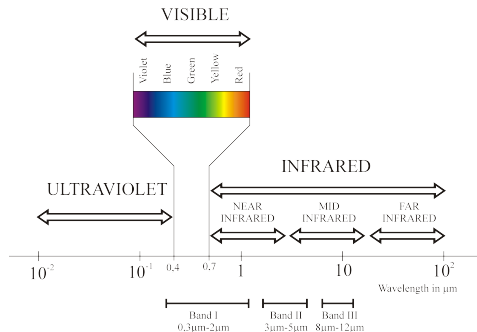 VISIBLE
Violet Blue Green Yellow Red
INFRARED
ULTRAVIOLET
NEAR INFRARED
MID INFRARED
FAR INFRARED
10-2 10-1 0.4 0.7 1 10 102
Wavelength in µm
Band I
0.3µm-2µm
Band II
3µm-5µm
Band III
8µm-12µm